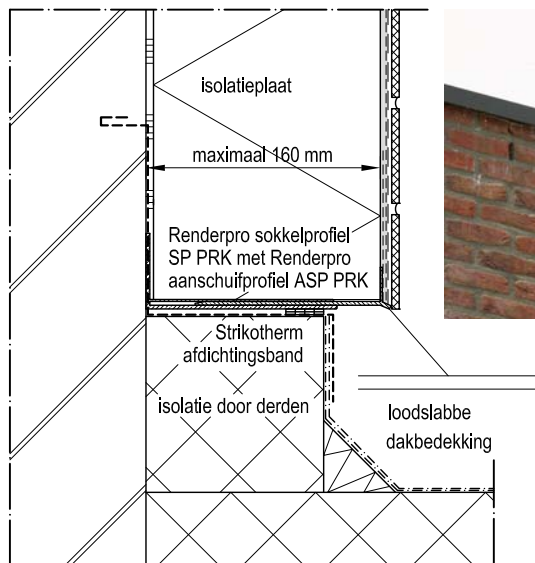 isolatieplaat
maximaal 160 mm
Renderpro sokkelprofiel
SP PRK met Renderpro
aanschuifprofiel ASP PRK
Strikotherm
afdichtingsband
isolatie door derden
loodslabbe
dakbedekking